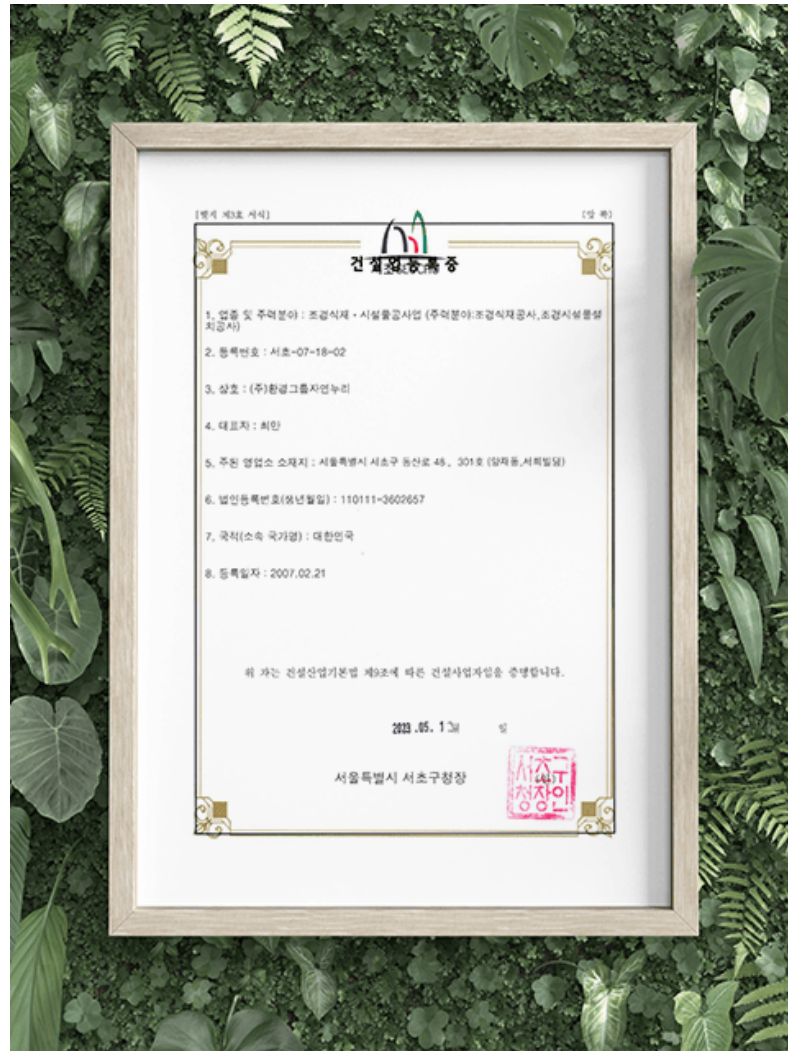 [별지 제3호 서식] (앞 쪽)
건설업등록증
1. 업종 및 주력분야 : 조경식재・시설물공사업 (주력분야:조경식재공사,조경시설물설
치공사)
2. 등록번호 : 서초-07-18-02
3. 상호 : (주)환경그룹자연누리
4. 대표자 : 최만
5. 주된 영업소 소재지 : 서울특별시 서초구 동산로 46, 301호 (양재동,서희빌딩)
6. 법인등록번호(생년월일) : 110111-3602657
7. 국적(소속 국가명) : 대한민국
8. 등록일자 : 2007.02.21
위 자는 건설산업기본법 제9조에 따른 건설사업자임을 증명합니다.
2023.05. 1 월 일
서울특별시 서초구청장
서초구
청장인